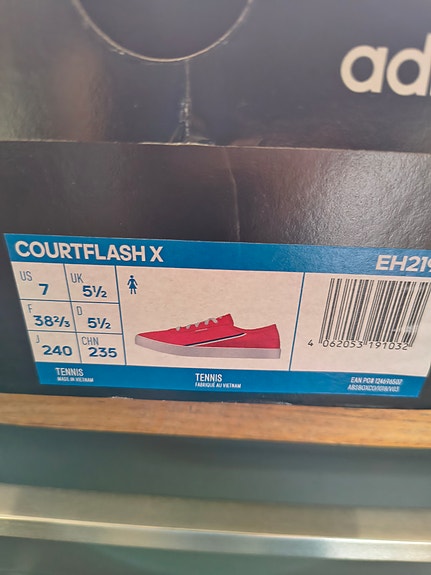 ad
COURTFLASH X
EH219
US 7
UK 5½
F 38⅔
D 5½
J 240
CHN 235
4 062053 191032
TENNIS
MADE IN VIETNAM
TENNIS
FABRIQUÉ AU VIETNAM